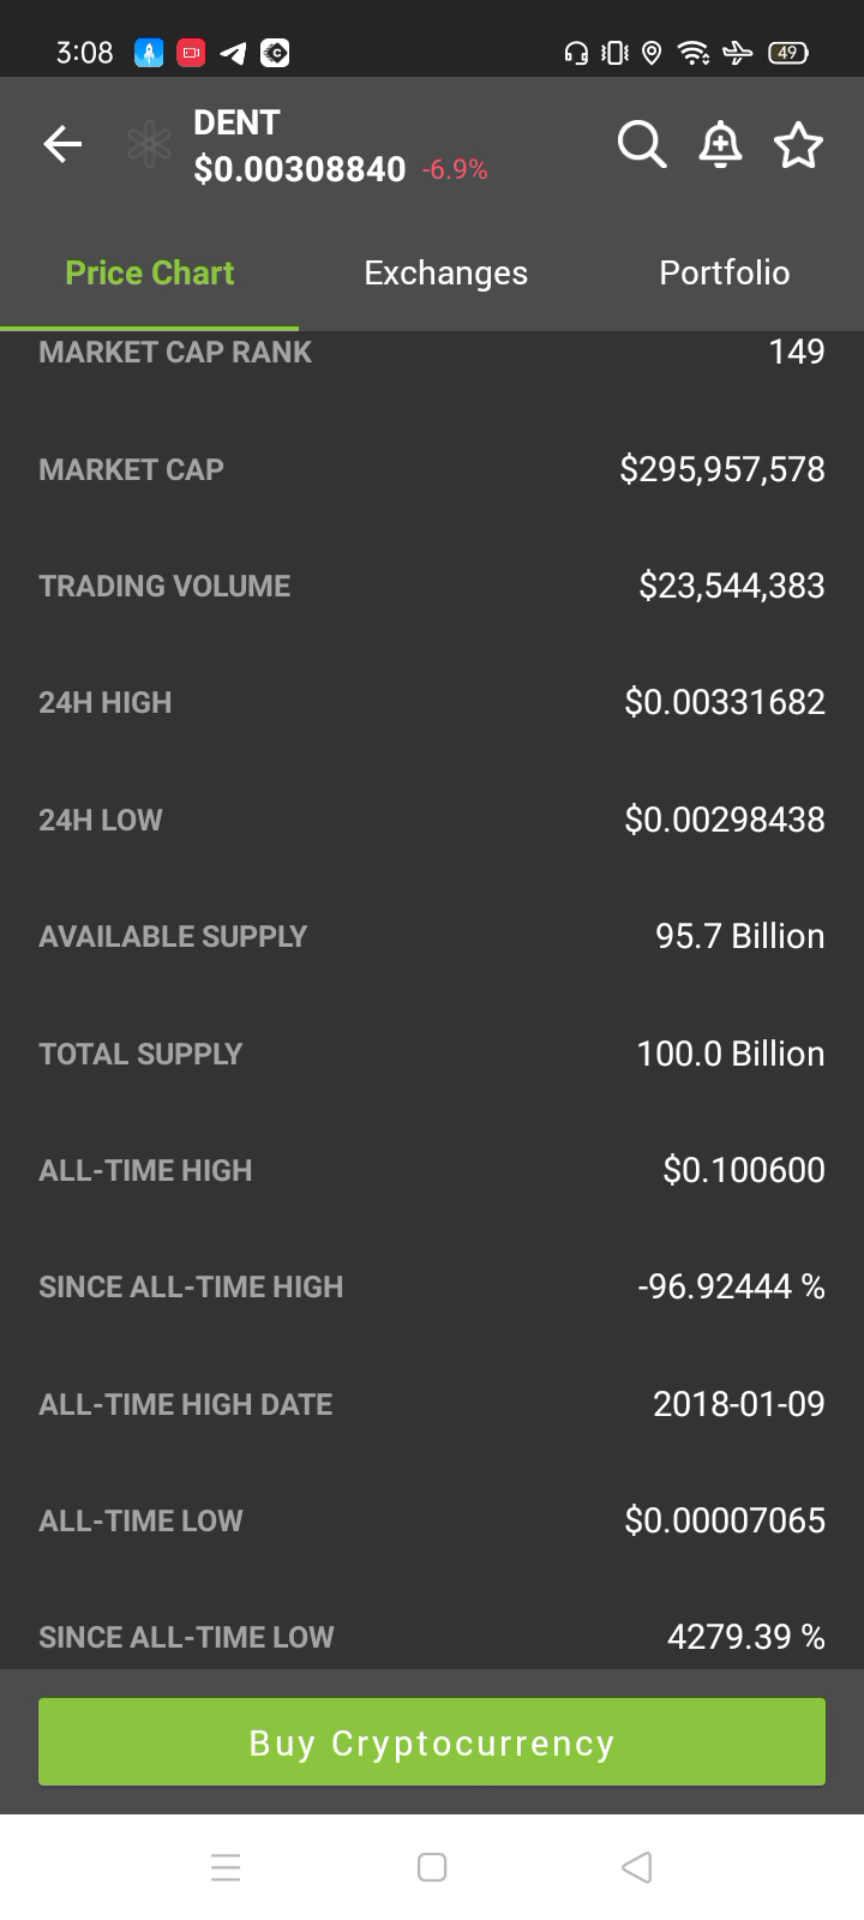 3:08
49
DENT
$0.00308840 -6.9%
Price Chart Exchanges Portfolio
MARKET CAP RANK 149
MARKET CAP $295,957,578
TRADING VOLUME $23,544,383
24H HIGH $0.00331682
24H LOW $0.00298438
AVAILABLE SUPPLY 95.7 Billion
TOTAL SUPPLY 100.0 Billion
ALL-TIME HIGH $0.100600
SINCE ALL-TIME HIGH -96.92444 %
ALL-TIME HIGH DATE 2018-01-09
ALL-TIME LOW $0.00007065
SINCE ALL-TIME LOW 4279.39 %
Buy Cryptocurrency